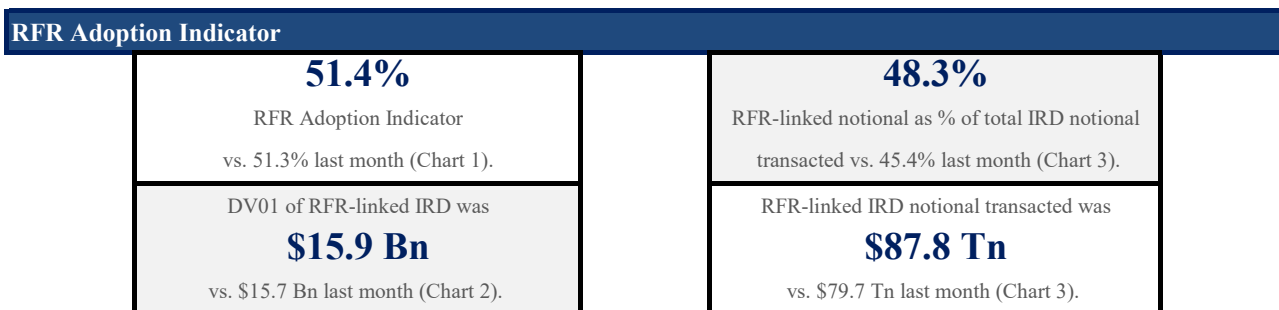 RFR Adoption Indicator
51.4%
RFR Adoption Indicator
vs. 51.3% last month (Chart 1).
DV01 of RFR-linked IRD was
$15.9 Bn
vs. $15.7 Bn last month (Chart 2).
48.3%
RFR-linked notional as % of total IRD notional
transacted vs. 45.4% last month (Chart 3).
RFR-linked IRD notional transacted was
$87.8 Tn
vs. $79.7 Tn last month (Chart 3).